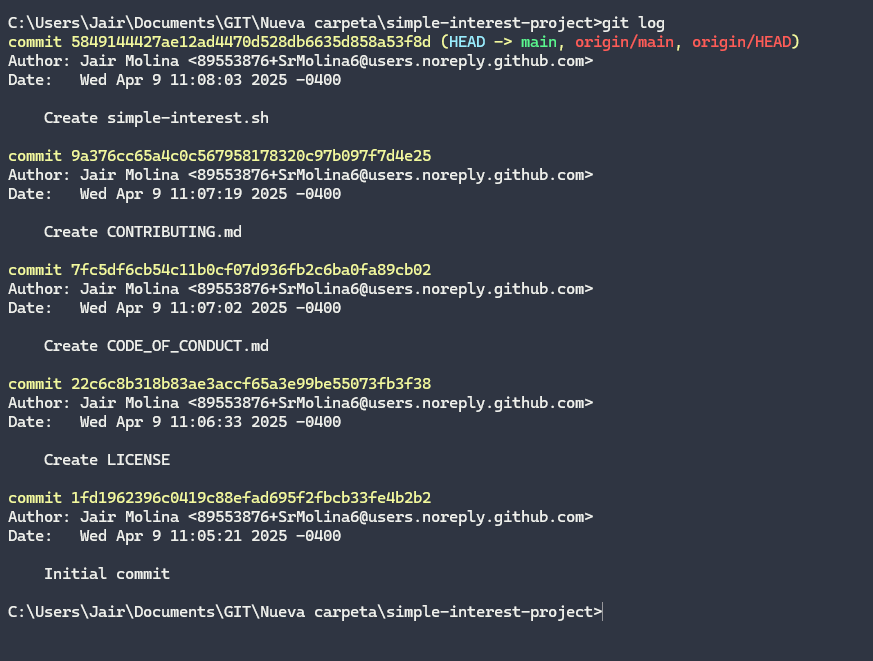 C:\Users\Jair\Documents\GIT\Nueva carpeta\simple-interest-project>git log
commit 5849144427ae12ad4470d528db6635d858a53f8d (HEAD -> main, origin/main, origin/HEAD)
Author: Jair Molina <89553876+SrMolina6@users.noreply.github.com>
Date:   Wed Apr 9 11:08:03 2025 -0400
    Create simple-interest.sh
commit 9a376cc65a4c0c567958178320c97b097f7d4e25
Author: Jair Molina <89553876+SrMolina6@users.noreply.github.com>
Date:   Wed Apr 9 11:07:19 2025 -0400
    Create CONTRIBUTING.md
commit 7fc5df6cb54c11b0cf07d936fb2c6ba0fa89cb02
Author: Jair Molina <89553876+SrMolina6@users.noreply.github.com>
Date:   Wed Apr 9 11:07:02 2025 -0400
    Create CODE_OF_CONDUCT.md
commit 22c6c8b318b83ae3accf65a3e99be55073fb3f38
Author: Jair Molina <89553876+SrMolina6@users.noreply.github.com>
Date:   Wed Apr 9 11:06:33 2025 -0400
    Create LICENSE
commit 1fd1962396c0419c88efad695f2fbcb33fe4b2b2
Author: Jair Molina <89553876+SrMolina6@users.noreply.github.com>
Date:   Wed Apr 9 11:05:21 2025 -0400
    Initial commit
C:\Users\Jair\Documents\GIT\Nueva carpeta\simple-interest-project>